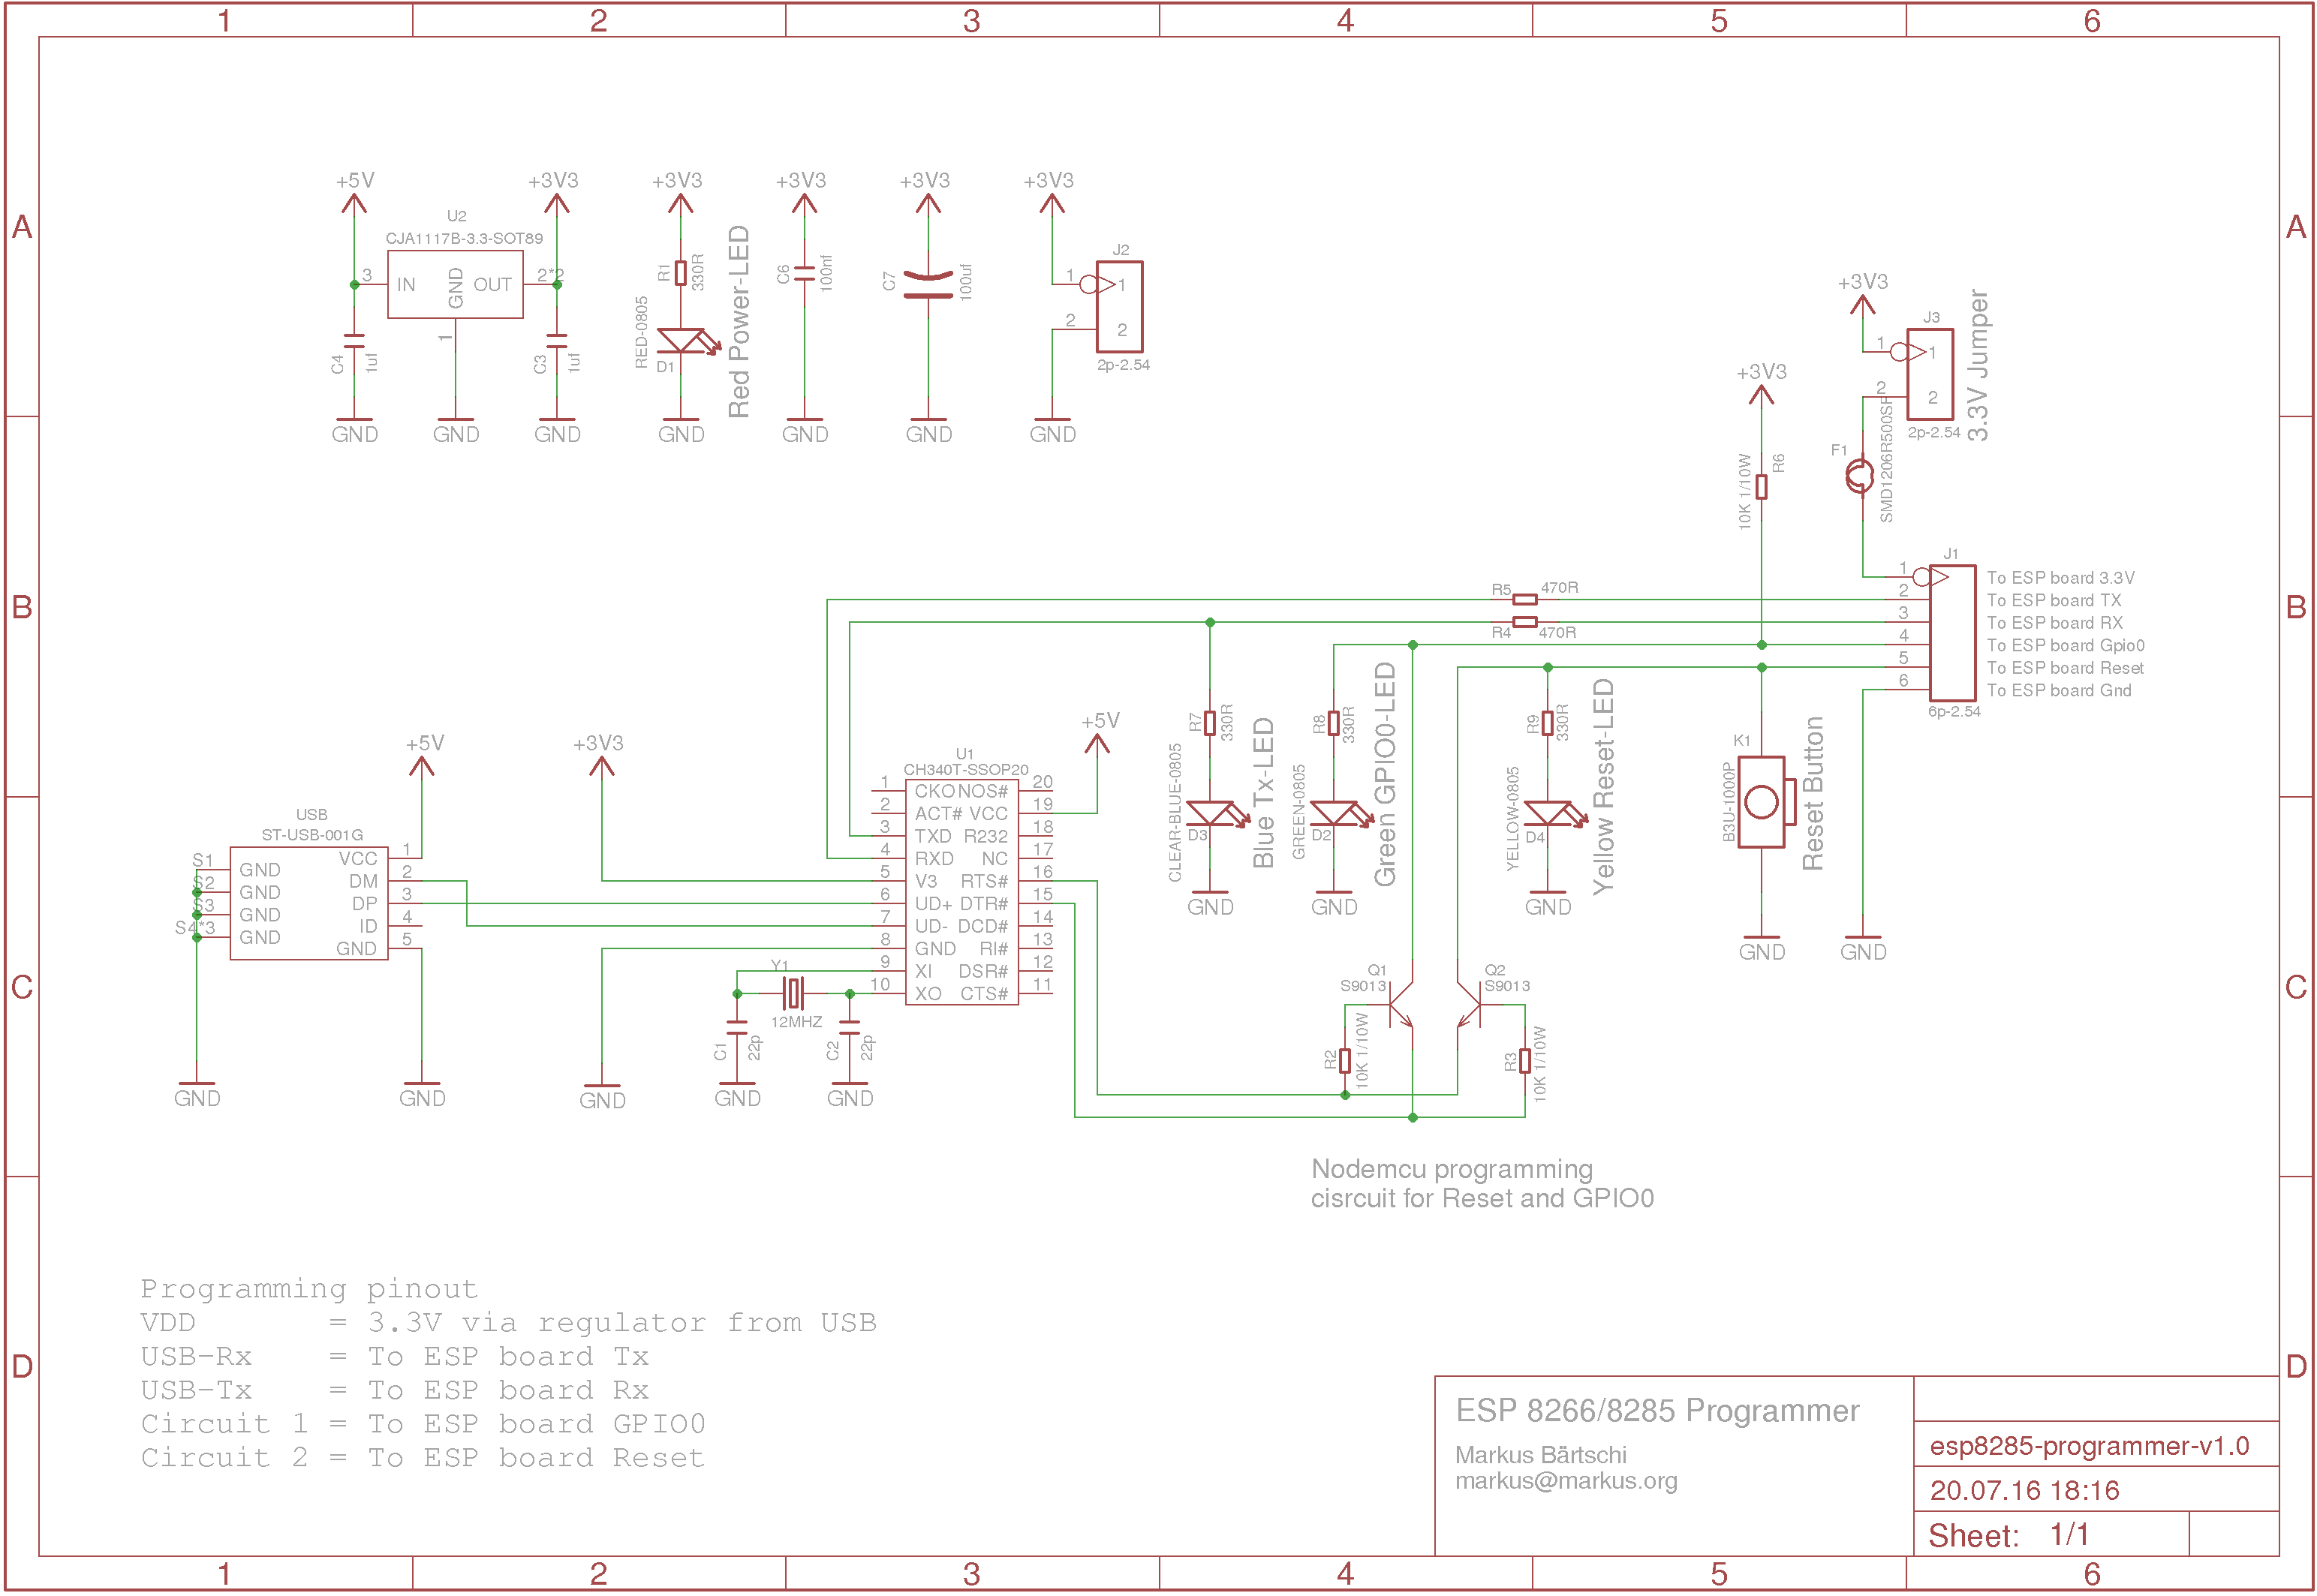 1 2 3 4 5 6
A A
+5V +3V3 +3V3 +3V3 +3V3 +3V3
U2
CJA1117B-3.3-SOT89
3 IN GND OUT 2*2
1
C4 1uf
C3 1uf
GND GND GND
R1 330R
RED-0805
D1
Red Power-LED
GND
C6 100nf
GND
C7 100uf
GND
J2
1 1
2 2
2p-2.54
GND
+3V3
J3
1 1
2 2
2p-2.54
3.3V Jumper
+3V3
10K 1/10W R6
F1
B B
J1
1 To ESP board 3.3V
2 To ESP board TX
3 To ESP board RX
4 To ESP board Gpio0
5 To ESP board Reset
6 To ESP board Gnd
6p-2.54
R5 470R
R4 470R
R7 330R
CLEAR-BLUE-0805
D3
Blue Tx-LED
GND
R8 330R
GREEN-0805
D2
Green GPIO0-LED
GND
R9 330R
YELLOW-0805
D4
Yellow Reset-LED
GND
K1
B3U-1000P
Reset Button
GND
GND
+5V +3V3 +5V
USB
ST-USB-001G
S1 GND VCC 1
S2 GND DM 2
S3 GND DP 3
S4*3 GND ID 4
GND 5
GND GND GND
U1
CH340T-SSOP20
1 CKO NOS# 20
2 ACT# VCC 19
3 TXD R232 18
4 RXD NC 17
5 V3 RTS# 16
6 UD+ DTR# 15
7 UD- DCD# 14
8 GND RI# 13
9 XI DSR# 12
10 XO CTS# 11
Y1
12MHZ
C1 22p
C2 22p
GND GND
C C
Q1
S9013
Q2
S9013
R2 10K 1/10W
R3 10K 1/10W
Nodemcu programming
cisrcuit for Reset and GPIO0
Programming pinout
VDD = 3.3V via regulator from USB
USB-Rx = To ESP board Tx
USB-Tx = To ESP board Rx
Circuit 1 = To ESP board GPIO0
Circuit 2 = To ESP board Reset
D D
ESP 8266/8285 Programmer
Markus Bärtschi
markus@markus.org
esp8285-programmer-v1.0
20.07.16 18:16
Sheet: 1/1
1 2 3 4 5 6